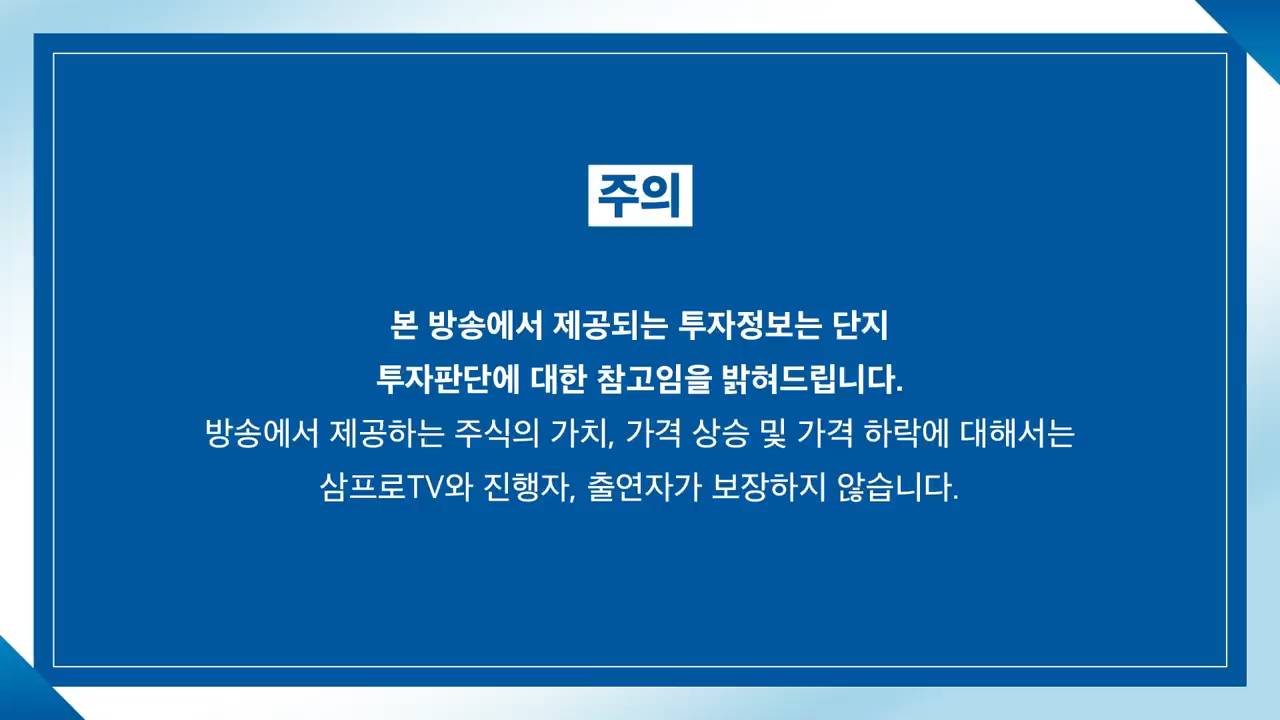 주의
본 방송에서 제공되는 투자정보는 단지
투자판단에 대한 참고임을 밝혀드립니다.
방송에서 제공하는 주식의 가치, 가격 상승 및 가격 하락에 대해서는
삼프로TV와 진행자, 출연자가 보장하지 않습니다.